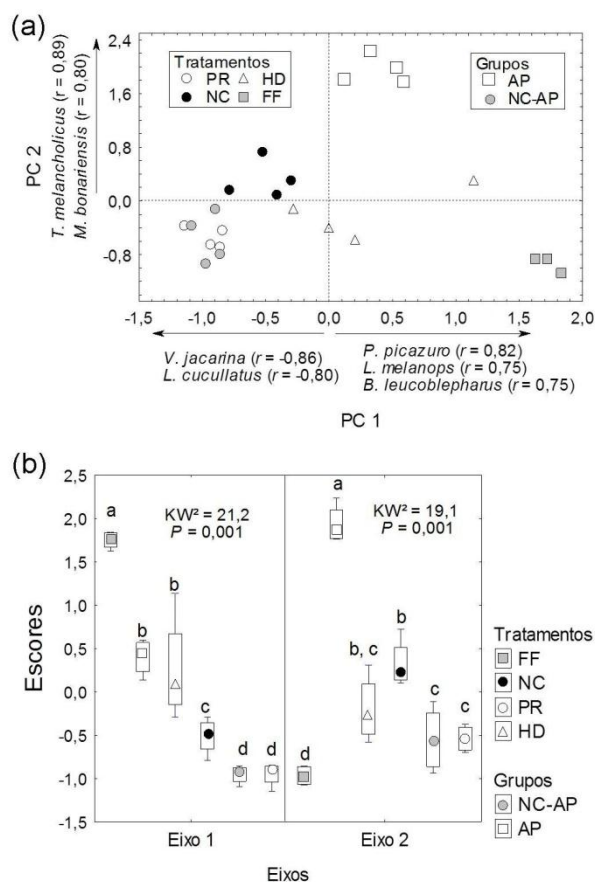 (a)
Tratamentos
PR HD
NC FF
Grupos
AP
NC-AP
2,4
1,6
0,8
0,0
-0,8
PC 2
T. melancholicus (r = 0,89)
M. bonariensis (r = 0,80)
-1,5 -1,0 -0,5 0,0 0,5 1,0 1,5 2,0
V. jacarina (r = -0,86)
L. cucullatus (r = -0,80)
P. picazuro (r = 0,82)
L. melanops (r = 0,75)
B. leucoblepharus (r = 0,75)
PC 1
(b)
2,5
2,0
1,5
1,0
0,5
0,0
-0,5
-1,0
-1,5
Escores
a
b
b
c
d
d
KW² = 21,2
P = 0,001
d
a
b, c
b
c
c
KW² = 19,1
P = 0,001
Eixo 1 Eixo 2
Eixos
Tratamentos
FF
NC
PR
HD
Grupos
NC-AP
AP